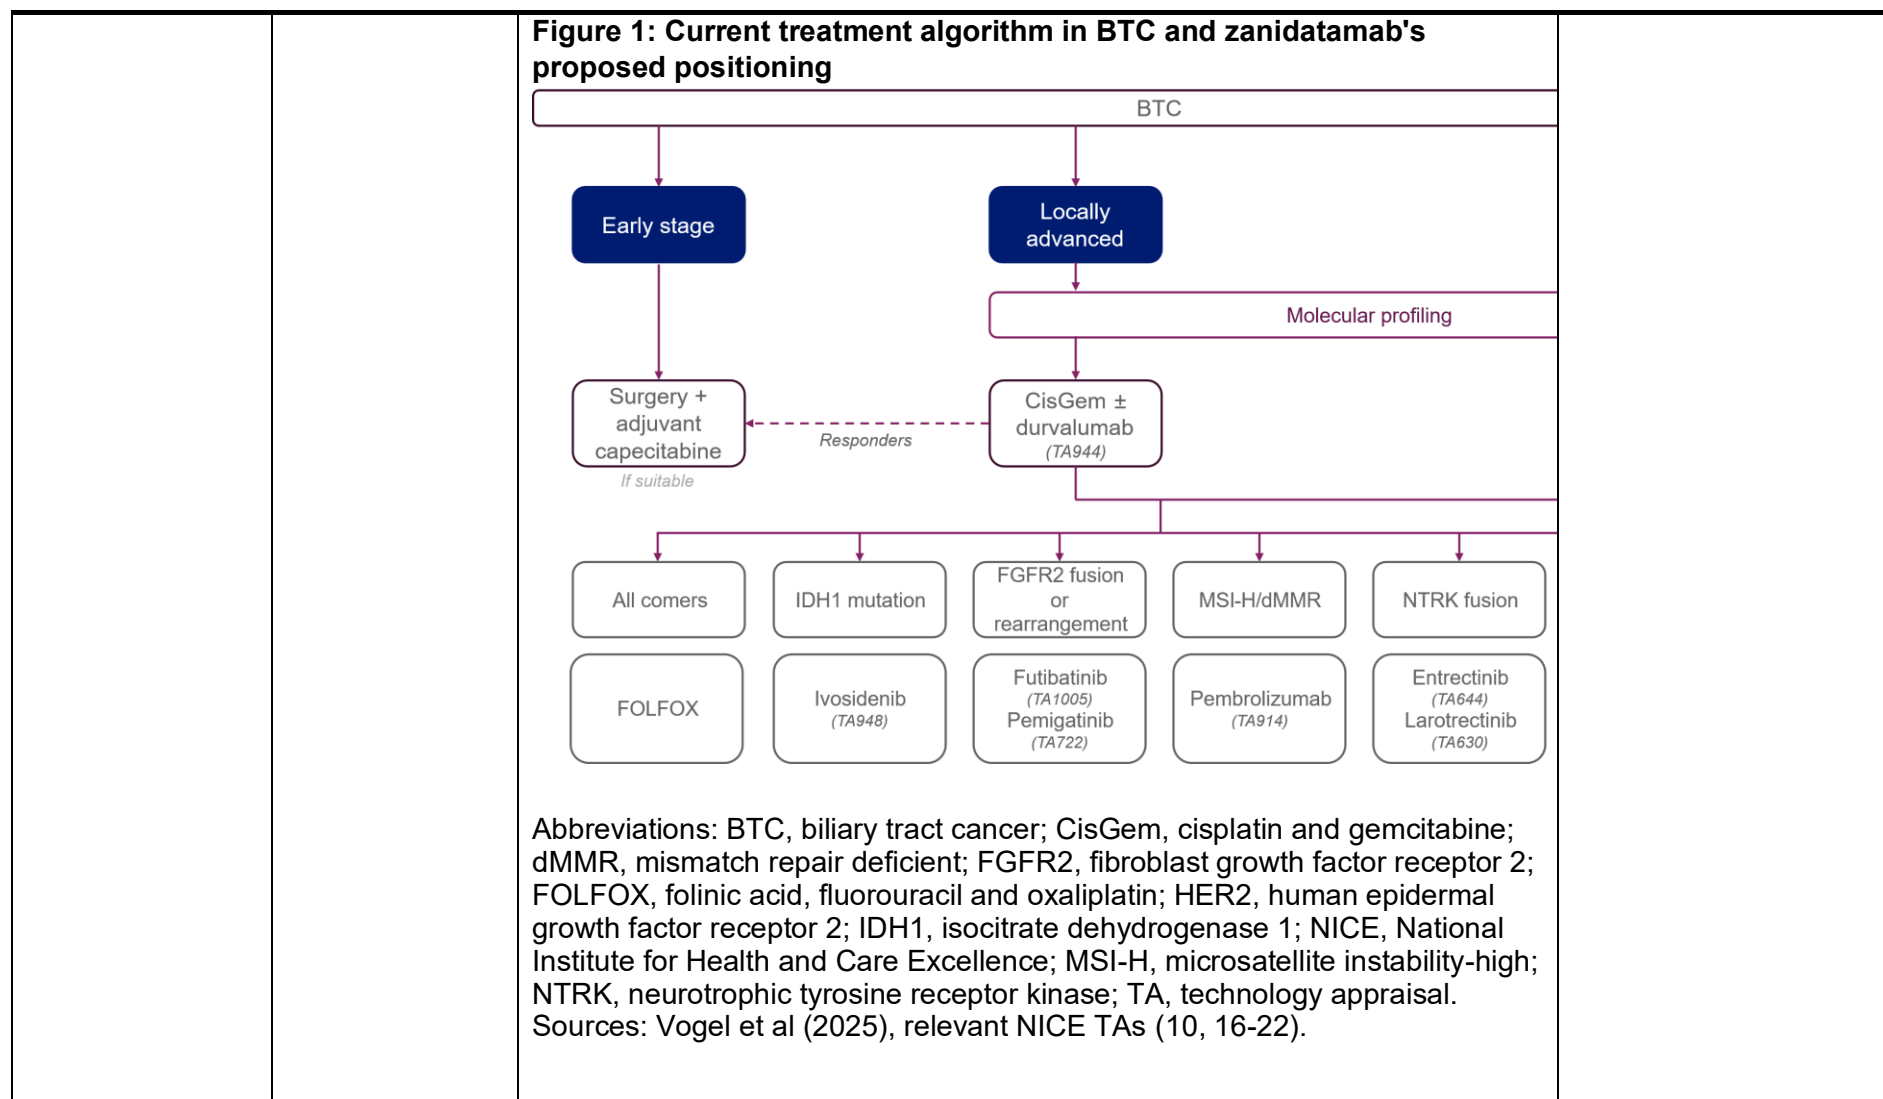 Figure 1: Current treatment algorithm in BTC and zanidatamab's
proposed positioning
BTC
Early stage
Locally
advanced
Molecular profiling
Surgery +
adjuvant
capecitabine
If suitable
Responders
CisGem ±
durvalumab
(TA944)
All comers
IDH1 mutation
FGFR2 fusion
or
rearrangement
MSI-H/dMMR
NTRK fusion
FOLFOX
Ivosidenib
(TA948)
Futibatinib
(TA1005)
Pemigatinib
(TA722)
Pembrolizumab
(TA914)
Entrectinib
(TA644)
Larotrectinib
(TA630)
Abbreviations: BTC, biliary tract cancer; CisGem, cisplatin and gemcitabine;
dMMR, mismatch repair deficient; FGFR2, fibroblast growth factor receptor 2;
FOLFOX, folinic acid, fluorouracil and oxaliplatin; HER2, human epidermal
growth factor receptor 2; IDH1, isocitrate dehydrogenase 1; NICE, National
Institute for Health and Care Excellence; MSI-H, microsatellite instability-high;
NTRK, neurotrophic tyrosine receptor kinase; TA, technology appraisal.
Sources: Vogel et al (2025), relevant NICE TAs (10, 16-22).